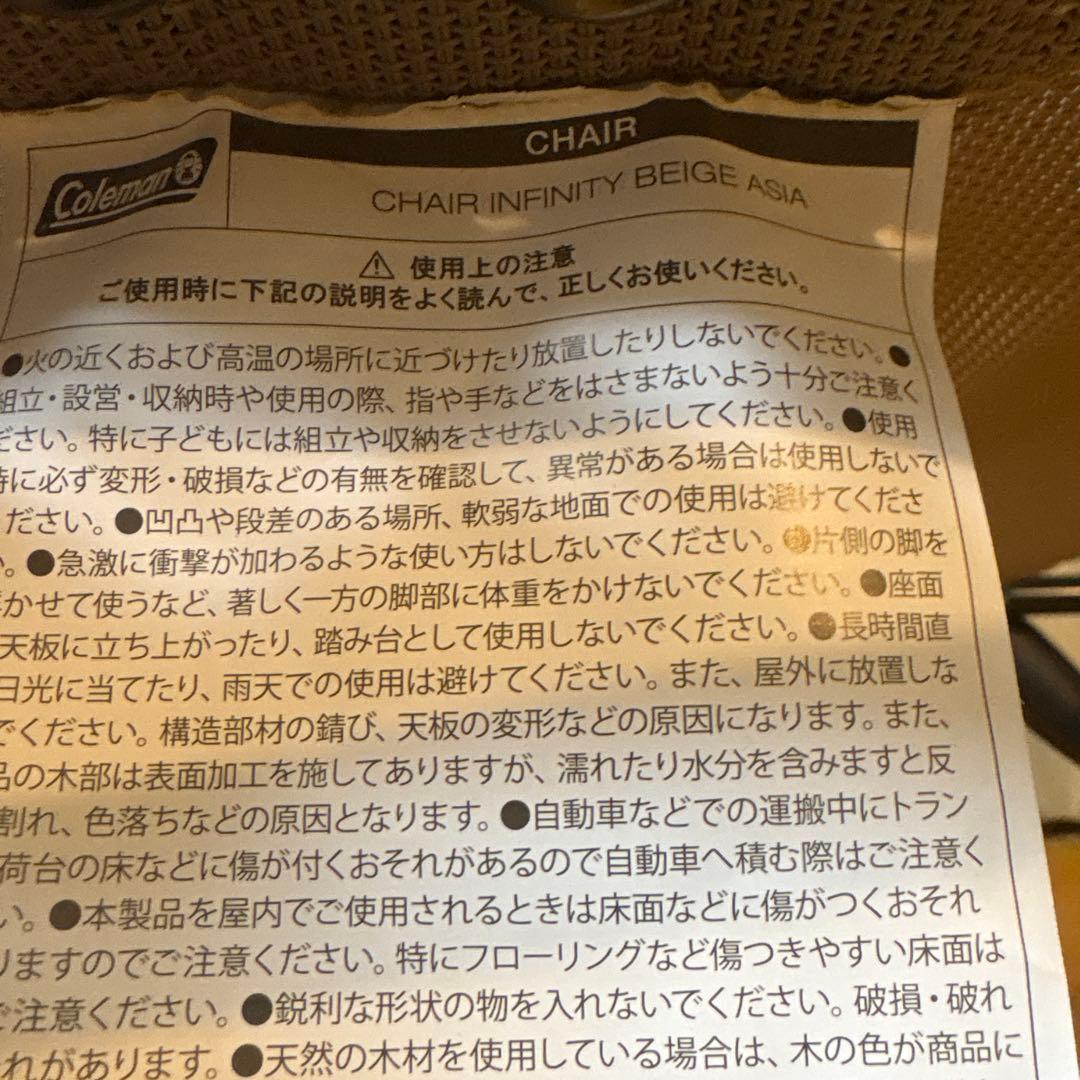 Coleman
CHAIR
CHAIR INFINITY BEIGE ASIA
⚠ 使用上の注意
ご使用時に下記の説明をよく読んで、正しくお使いください。
●火の近くおよび高温の場所に近づけたり放置したりしないでください。●
組立・設営・収納時や使用の際、指や手などをはさまないよう十分ご注意く
ださい。特に子どもには組立や収納をさせないようにしてください。●使用
時に必ず変形・破損などの有無を確認して、異常がある場合は使用しないで
ください。●凹凸や段差のある場所、軟弱な地面での使用は避けてくださ
い。●急激に衝撃が加わるような使い方はしないでください。●片側の脚を
浮かせて使うなど、著しく一方の脚部に体重をかけないでください。●座面
天板に立ち上がったり、踏み台として使用しないでください。●長時間直
日光に当てたり、雨天での使用は避けてください。また、屋外に放置しな
でください。構造部材の錆び、天板の変形などの原因になります。また、
品の木部は表面加工を施してありますが、濡れたり水分を含みますと反
割れ、色落ちなどの原因となります。●自動車などでの運搬中にトラン
荷台の床などに傷が付くおそれがあるので自動車へ積む際はご注意く
い。●本製品を屋内でご使用されるときは床面などに傷がつくおそれ
りますのでご注意ください。特にフローリングなど傷つきやすい床面は
ご注意ください。●鋭利な形状の物を入れないでください。破損・破れ
れがあります。●天然の木材を使用している場合は、木の色が商品に